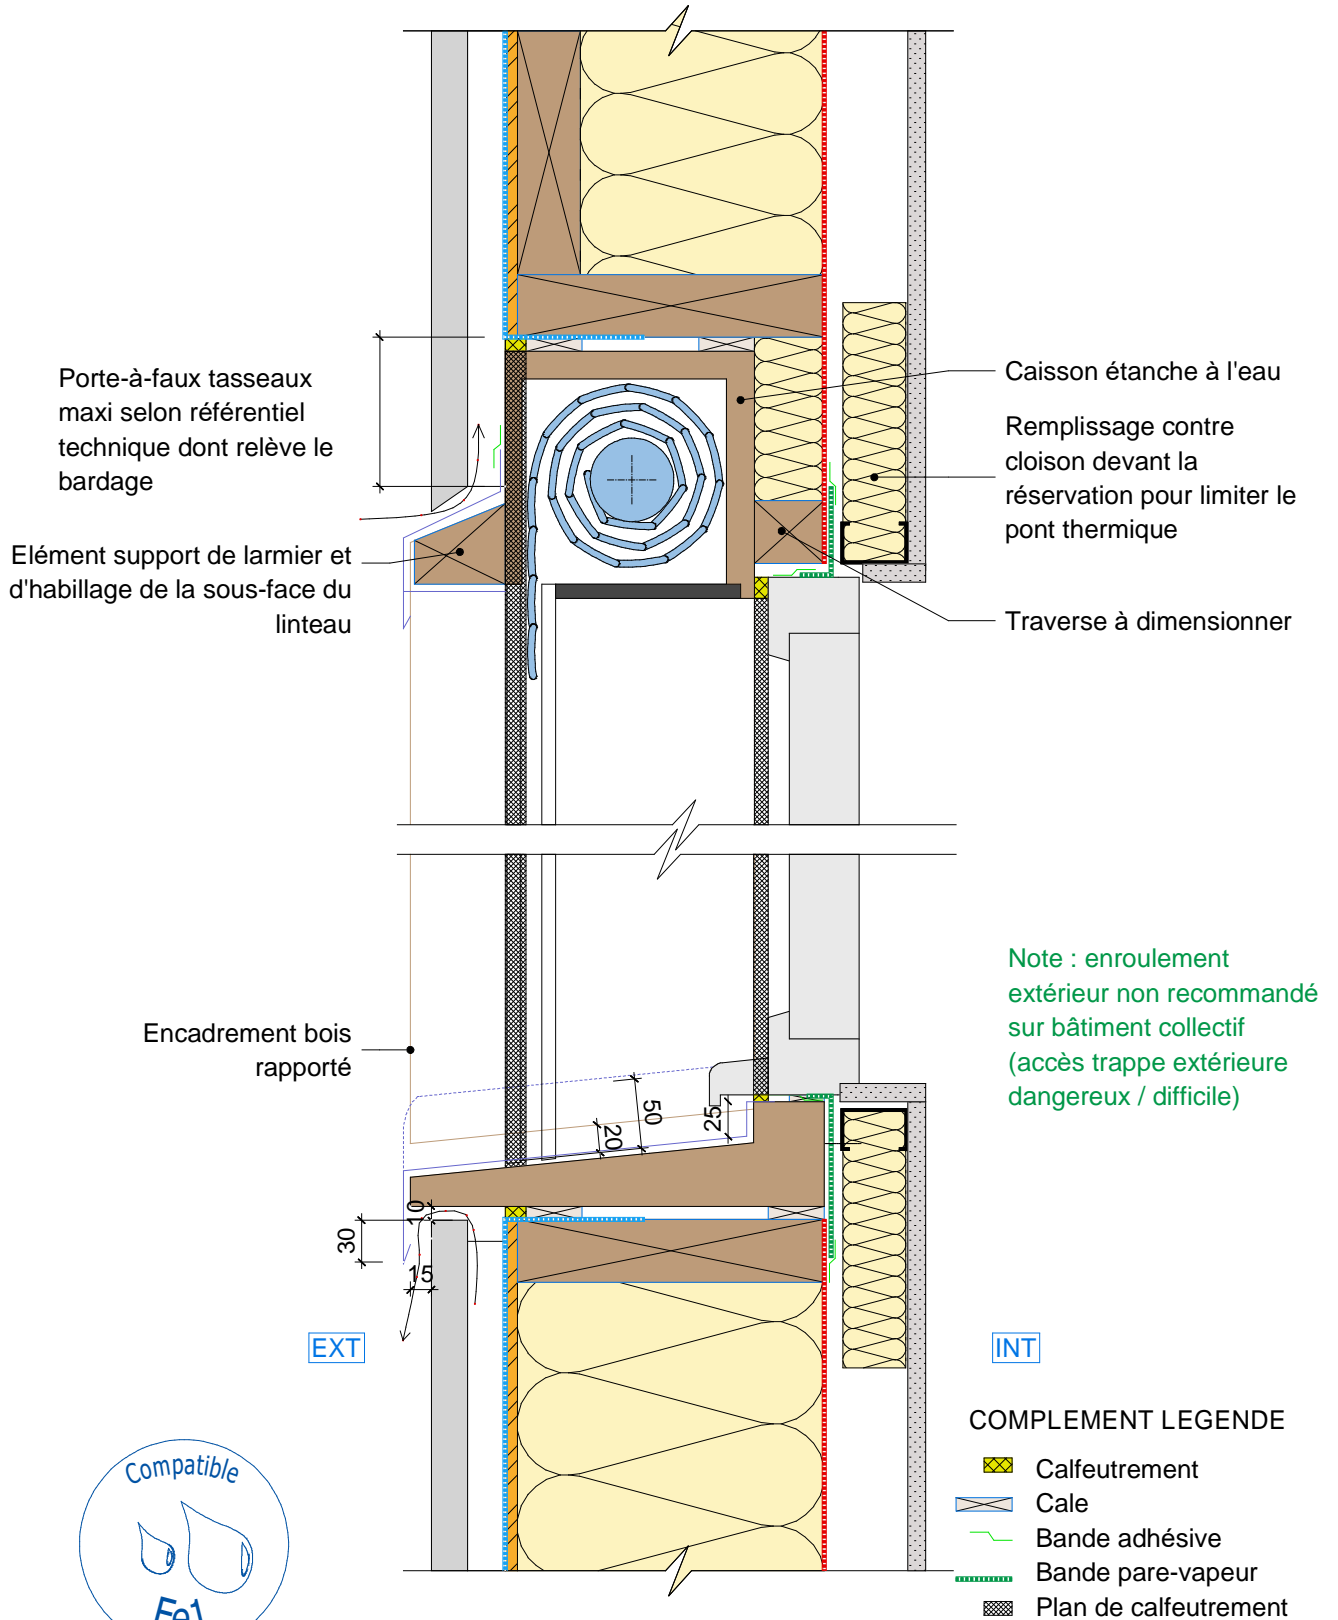 Porte-à-faux tasseaux
maxi selon référentiel
technique dont relève le
bardage
Elément support de larmier et
d'habillage de la sous-face du
linteau
Caisson étanche à l'eau
Remplissage contre
cloison devant la
réservation pour limiter le
pont thermique
Traverse à dimensionner
Note : enroulement
extérieur non recommandé
sur bâtiment collectif
(accès trappe extérieure
dangereux / difficile)
Encadrement bois
rapporté
50
20
25
10
30
15
EXT
INT
COMPLEMENT LEGENDE
Calfeutrement
Cale
Bande adhésive
Bande pare-vapeur
Plan de calfeutrement
Compatible
Ee1